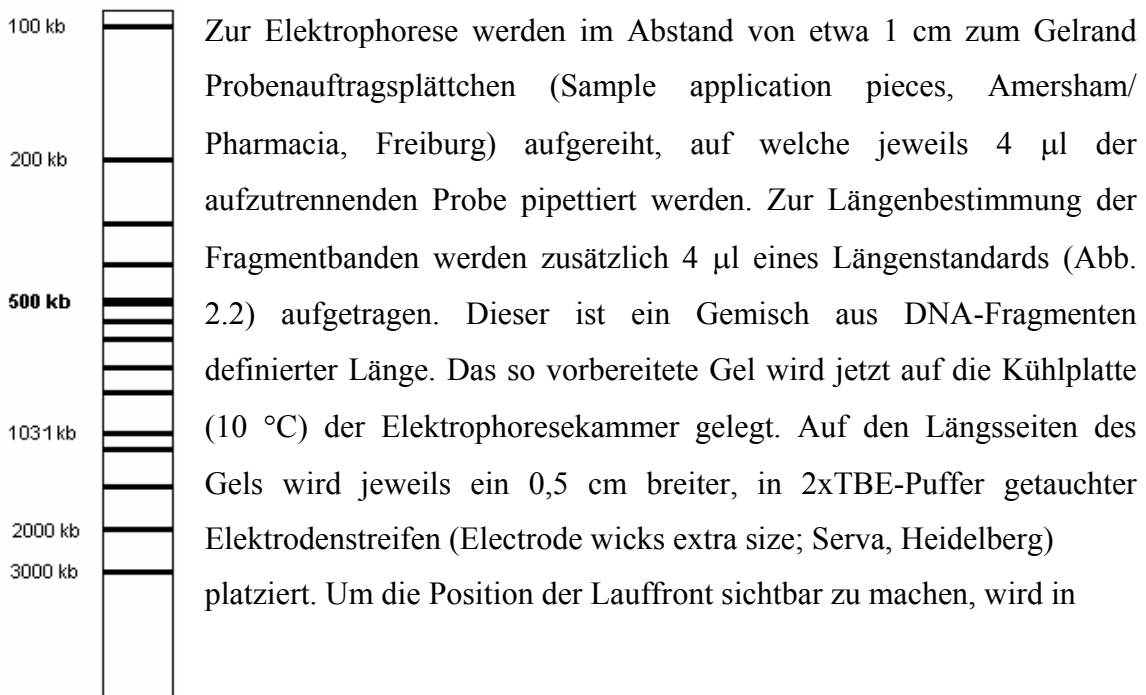 100 kb
200 kb
500 kb
1031 kb
2000 kb
3000 kb
Zur Elektrophorese werden im Abstand von etwa 1 cm zum Gelrand
Probenauftragsplättchen (Sample application pieces, Amersham/
Pharmacia, Freiburg) aufgereiht, auf welche jeweils 4 μl der
aufzutrennenden Probe pipettiert werden. Zur Längenbestimmung der
Fragmentbanden werden zusätzlich 4 μl eines Längenstandards (Abb.
2.2) aufgetragen. Dieser ist ein Gemisch aus DNA-Fragmenten
definierter Länge. Das so vorbereitete Gel wird jetzt auf die Kühlplatte
(10 °C) der Elektrophoresekammer gelegt. Auf den Längsseiten des
Gels wird jeweils ein 0,5 cm breiter, in 2xTBE-Puffer getauchter
Elektrodenstreifen (Electrode wicks extra size; Serva, Heidelberg)
platziert. Um die Position der Lauffront sichtbar zu machen, wird in